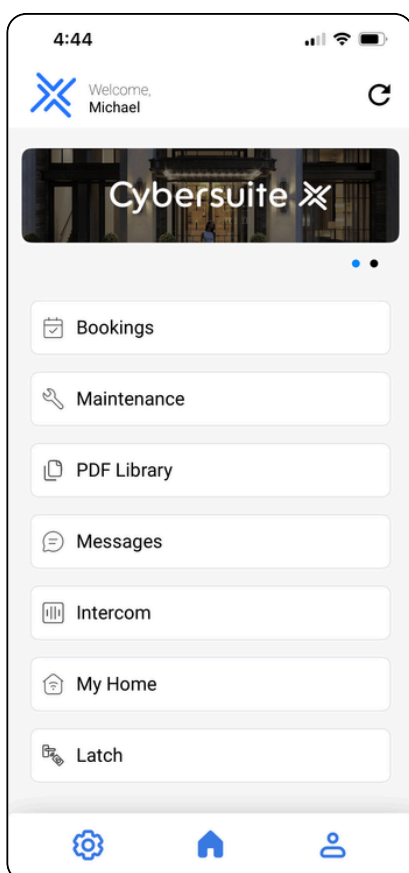 4:44
Welcome,
Michael
Cybersuite
Bookings
Maintenance
PDF Library
Messages
Intercom
My Home
Latch